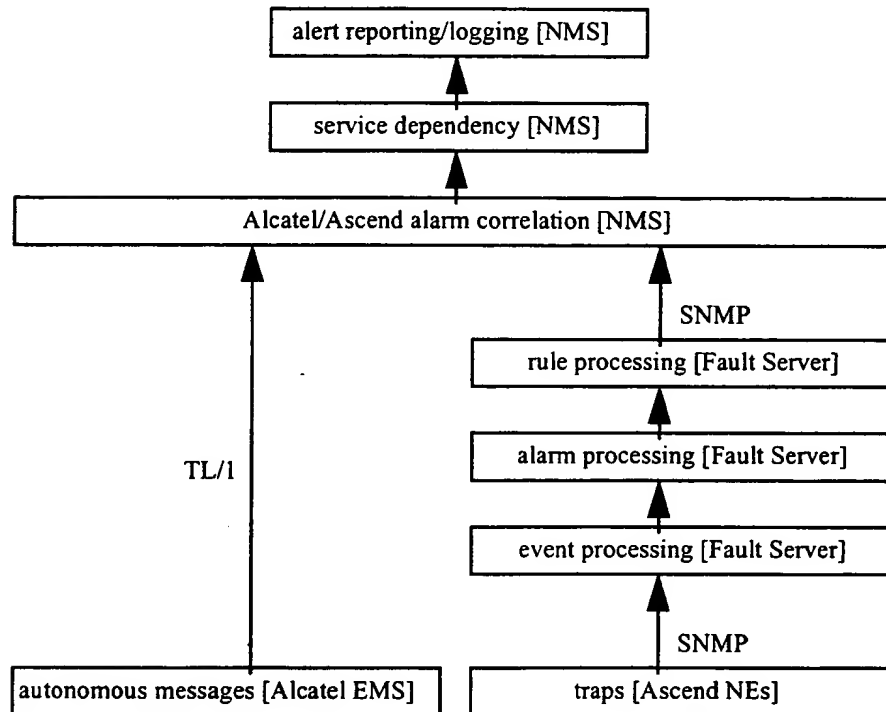 alert reporting/logging [NMS]
service dependency [NMS]
Alcatel/Ascend alarm correlation [NMS]
SNMP
rule processing [Fault Server]
alarm processing [Fault Server]
TL/1
event processing [Fault Server]
SNMP
autonomous messages [Alcatel EMS]
traps [Ascend NEs]